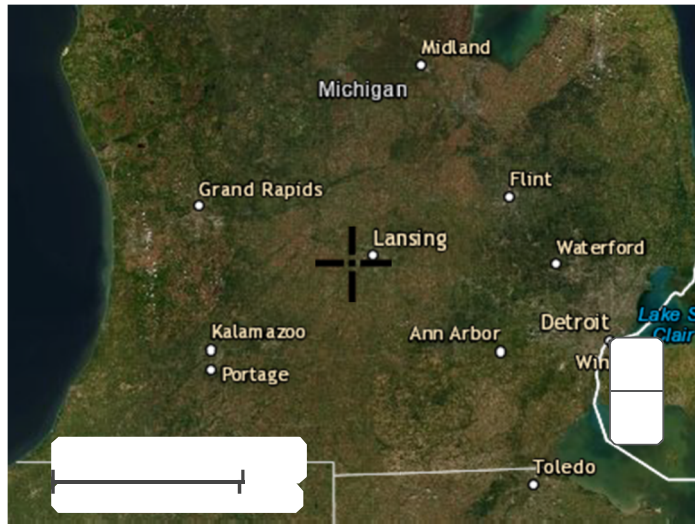 Midland
Michigan
Grand Rapids
Flint
Lansing
Waterford
Lake S
Clair
Detroit
Kalamazoo
Ann Arbor
Win
Portage
Toledo